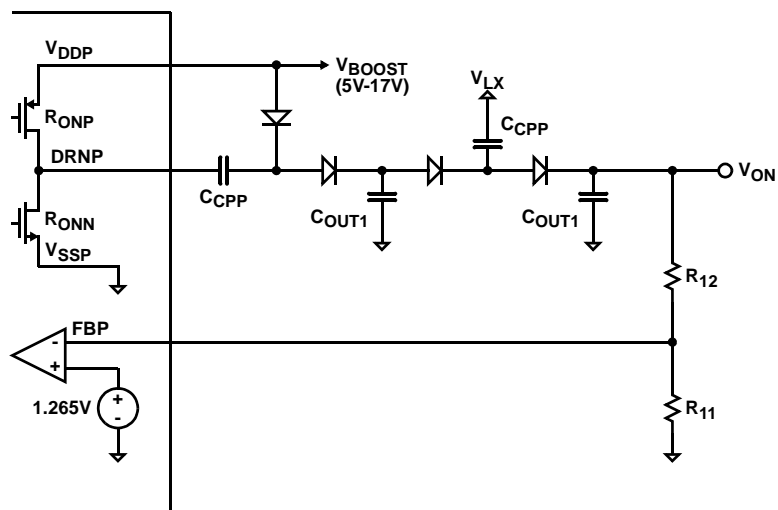 VDDP
VBOOST
(5V-17V)
VLX
RONP
CCPP
DRNP
VON
CCPP
COUT1
COUT1
RONN
VSSP
R12
FBP
-
+
1.265V
+
-
R11